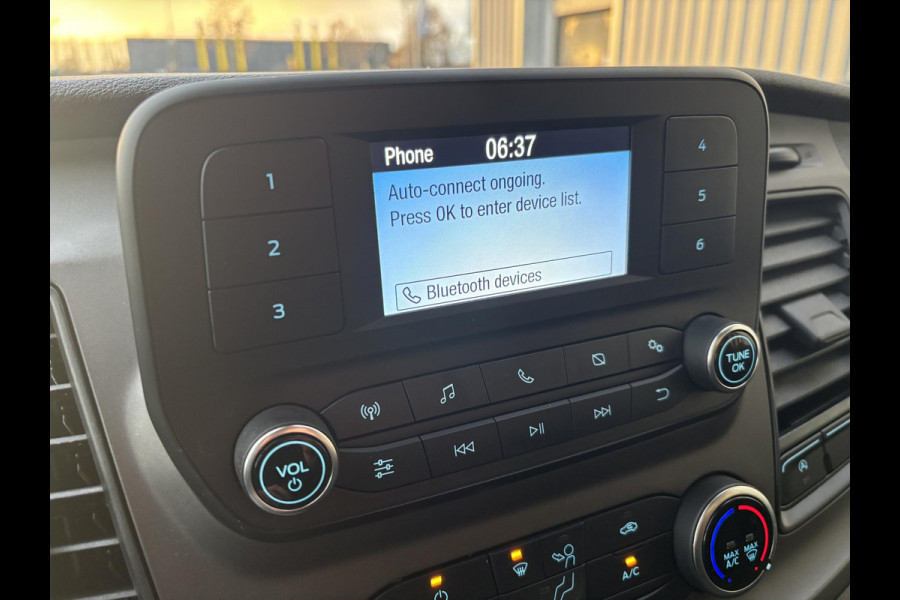 Phone 06:37
Auto-connect ongoing.
Press OK to enter device list.
Bluetooth devices
1
2
3
4
5
6
VOL
TUNE
OK
A/C
MAX
A/C
MAX